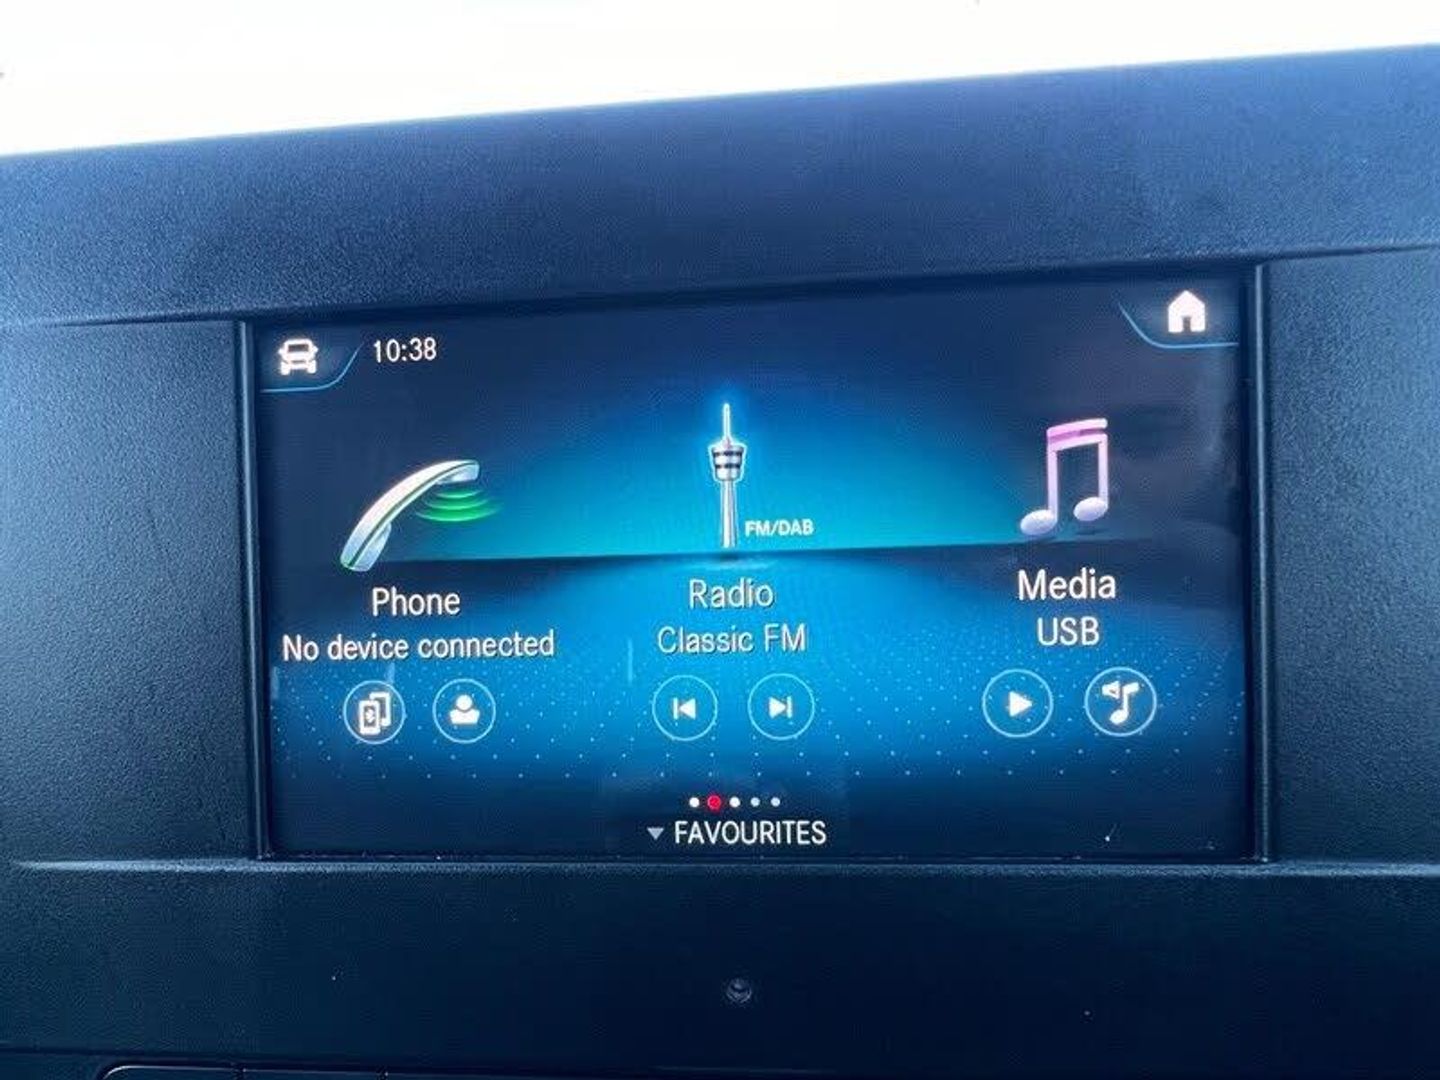 10:38
FM/DAB
Phone
No device connected
Radio
Classic FM
Media
USB
FAVOURITES